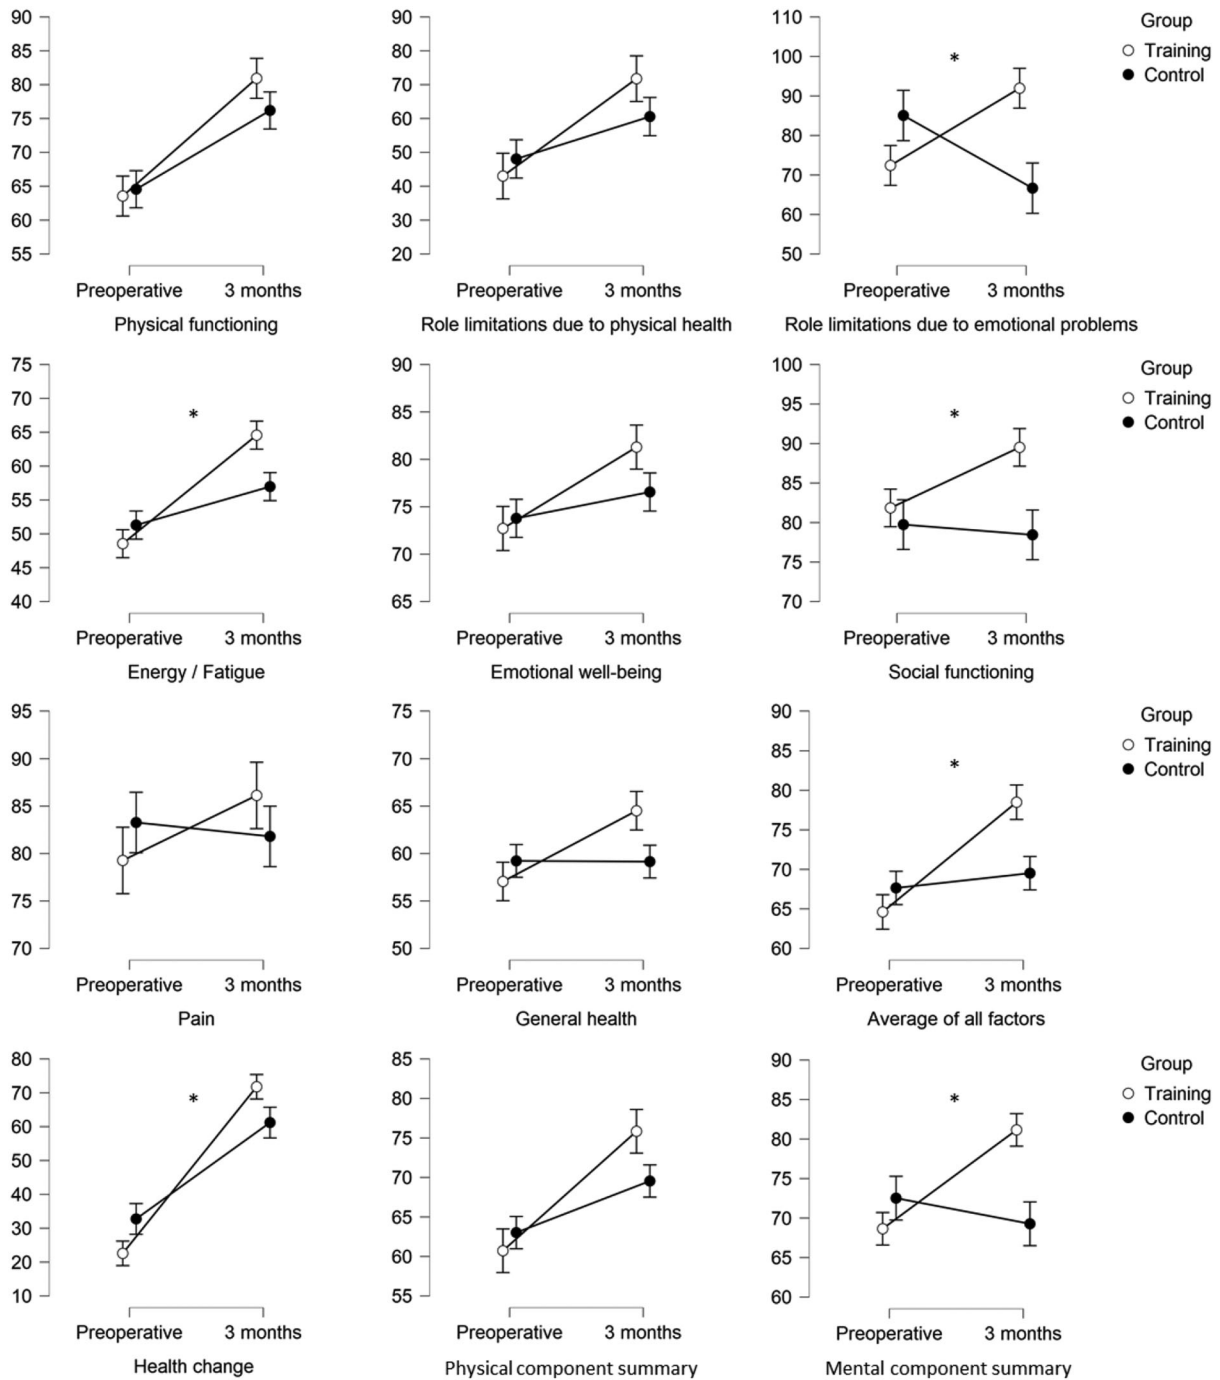 90
85
80
75
70
65
60
55
Preoperative 3 months
Physical functioning
90
80
70
60
50
40
30
20
Preoperative 3 months
Role limitations due to physical health
110
100
90
80
70
60
50
*
Preoperative 3 months
Role limitations due to emotional problems
Group
Training
Control
75
70
65
60
55
50
45
40
*
Preoperative 3 months
Energy / Fatigue
90
85
80
75
70
65
Preoperative 3 months
Emotional well-being
100
95
90
85
80
75
70
*
Preoperative 3 months
Social functioning
Group
Training
Control
95
90
85
80
75
70
Preoperative 3 months
Pain
75
70
65
60
55
50
Preoperative 3 months
General health
90
85
80
75
70
65
60
*
Preoperative 3 months
Average of all factors
Group
Training
Control
80
70
60
50
40
30
20
10
*
Preoperative 3 months
Health change
85
80
75
70
65
60
55
Preoperative 3 months
Physical component summary
90
85
80
75
70
65
60
*
Preoperative 3 months
Mental component summary
Group
Training
Control